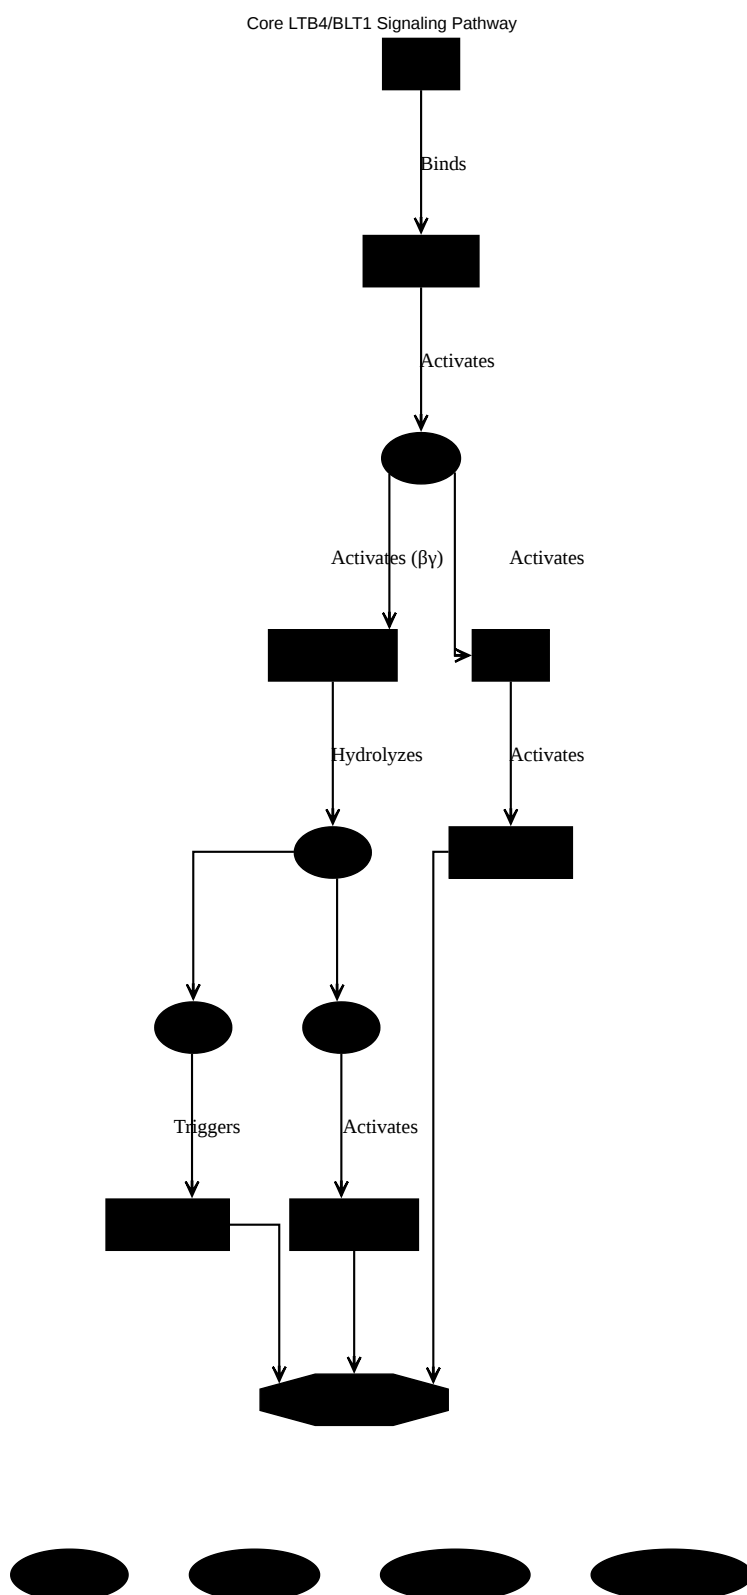 Core LTB4/BLT1 Signaling Pathway
Binds
Activates
Activates (βγ)
Activates
Hydrolyzes
Activates
Triggers
Activates